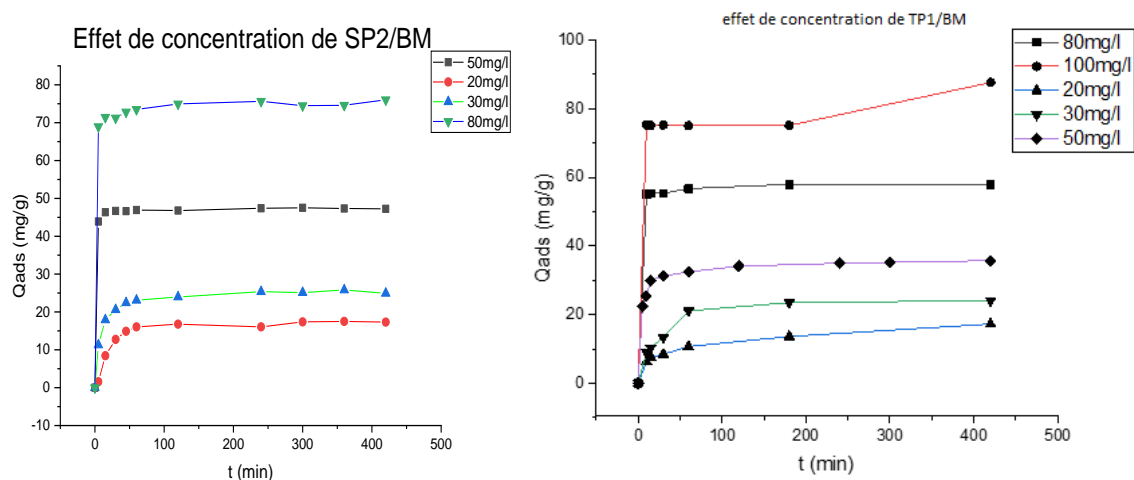 Effet de concentration de SP2/BM
50mg/l
20mg/l
30mg/l
80mg/l
80
70
60
50
40
30
20
10
0
-10
Qads (mg/g)
0
100
200
300
400
500
t (min)
effet de concentration de TP1/BM
80mg/l
100mg/l
20mg/l
30mg/l
50mg/l
100
80
60
40
20
0
Qads (mg/g)
0
100
200
300
400
500
t (min)